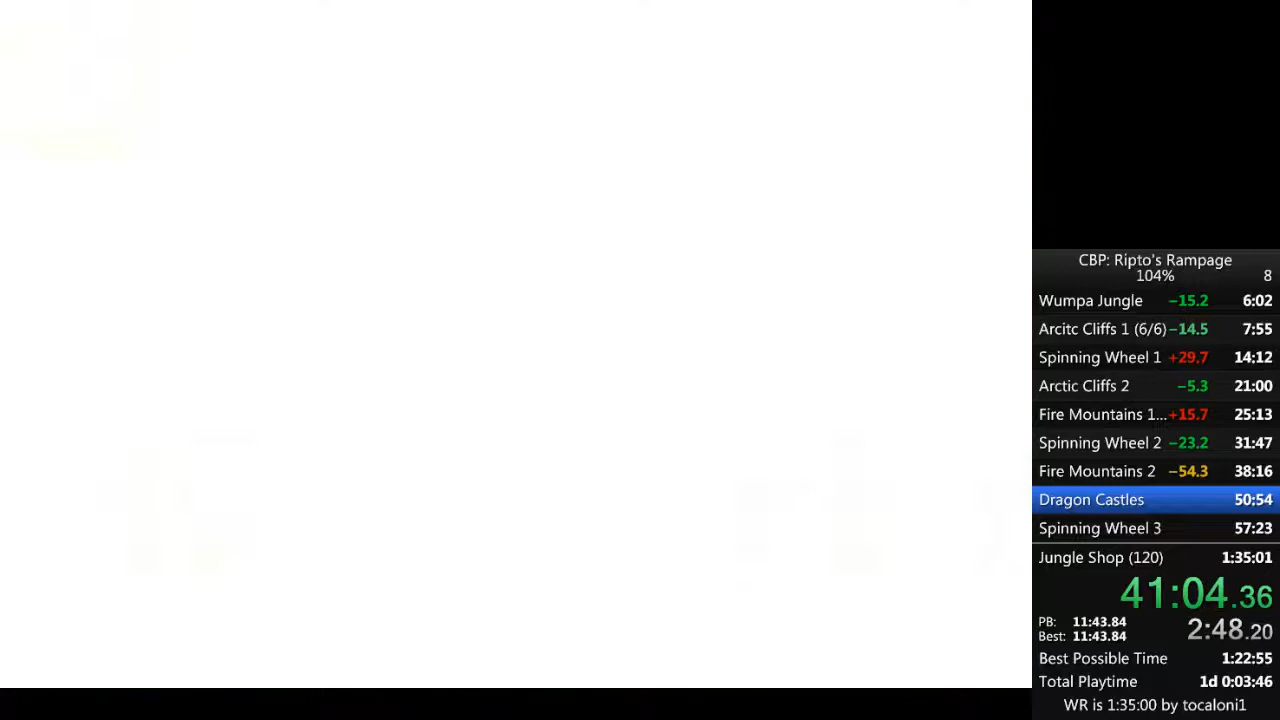 CBP: Ripto's Rampage
104% 8
Wumpa Jungle −15.2 6:02
Arcitc Cliffs 1 (6/6) −14.5 7:55
Spinning Wheel 1 +29.7 14:12
Arctic Cliffs 2 −5.3 21:00
Fire Mountains 1... +15.7 25:13
Spinning Wheel 2 −23.2 31:47
Fire Mountains 2 −54.3 38:16
Dragon Castles 50:54
Spinning Wheel 3 57:23
Jungle Shop (120) 1:35:01
41:04.36
PB: 11:43.84
Best: 11:43.84
2:48.20
Best Possible Time 1:22:55
Total Playtime 1d 0:03:46
WR is 1:35:00 by tocaloni1